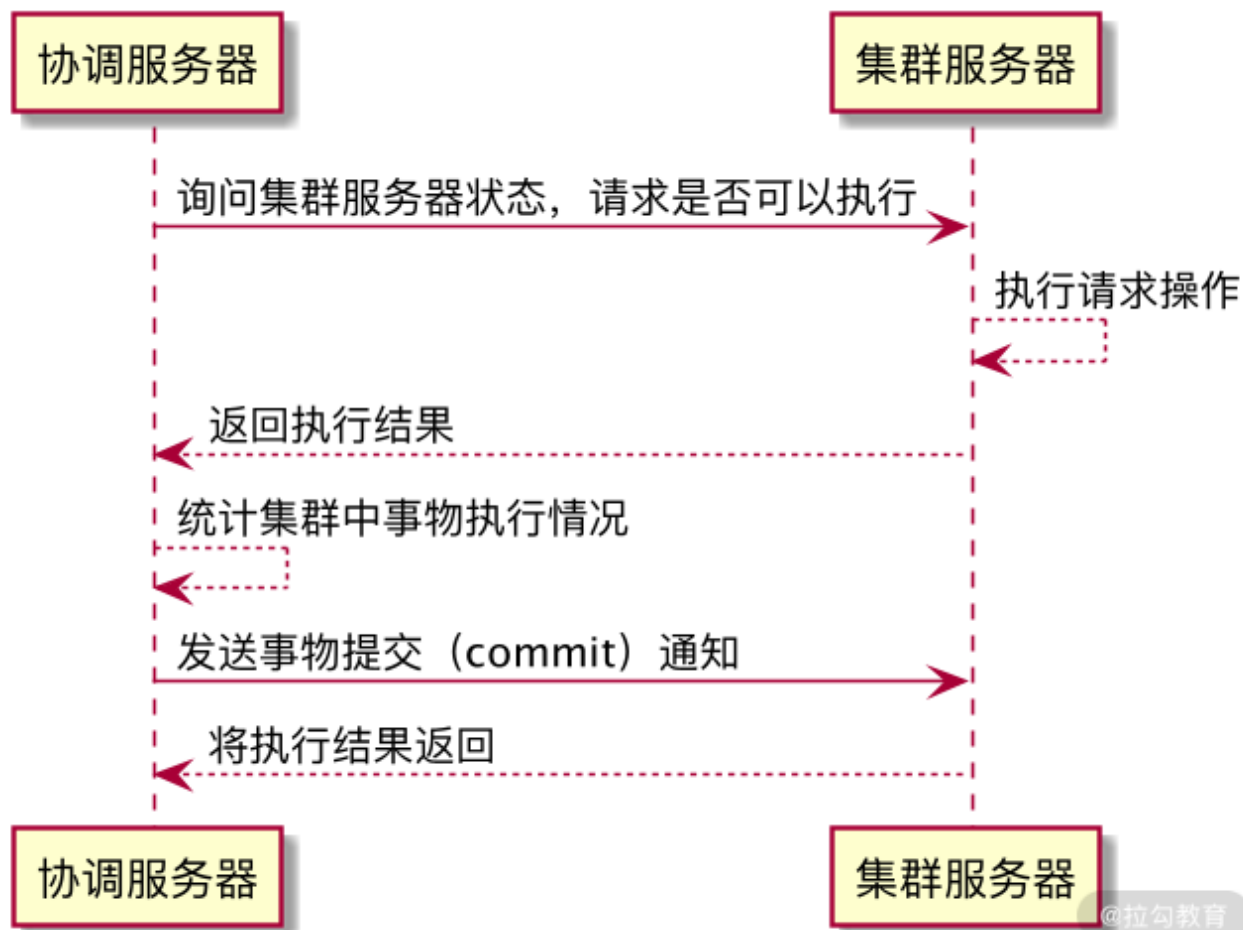 协调服务器
集群服务器
询问集群服务器状态，请求是否可以执行
执行请求操作
返回执行结果
统计集群中事物执行情况
发送事物提交（commit）通知
将执行结果返回
协调服务器
集群服务器
@拉勾教育